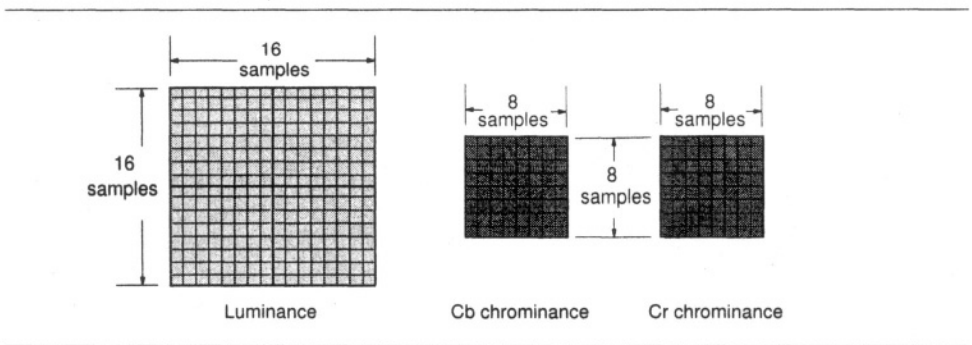 16
samples
16
samples
Luminance
8
samples
8
samples
Cb chrominance
8
samples
Cr chrominance